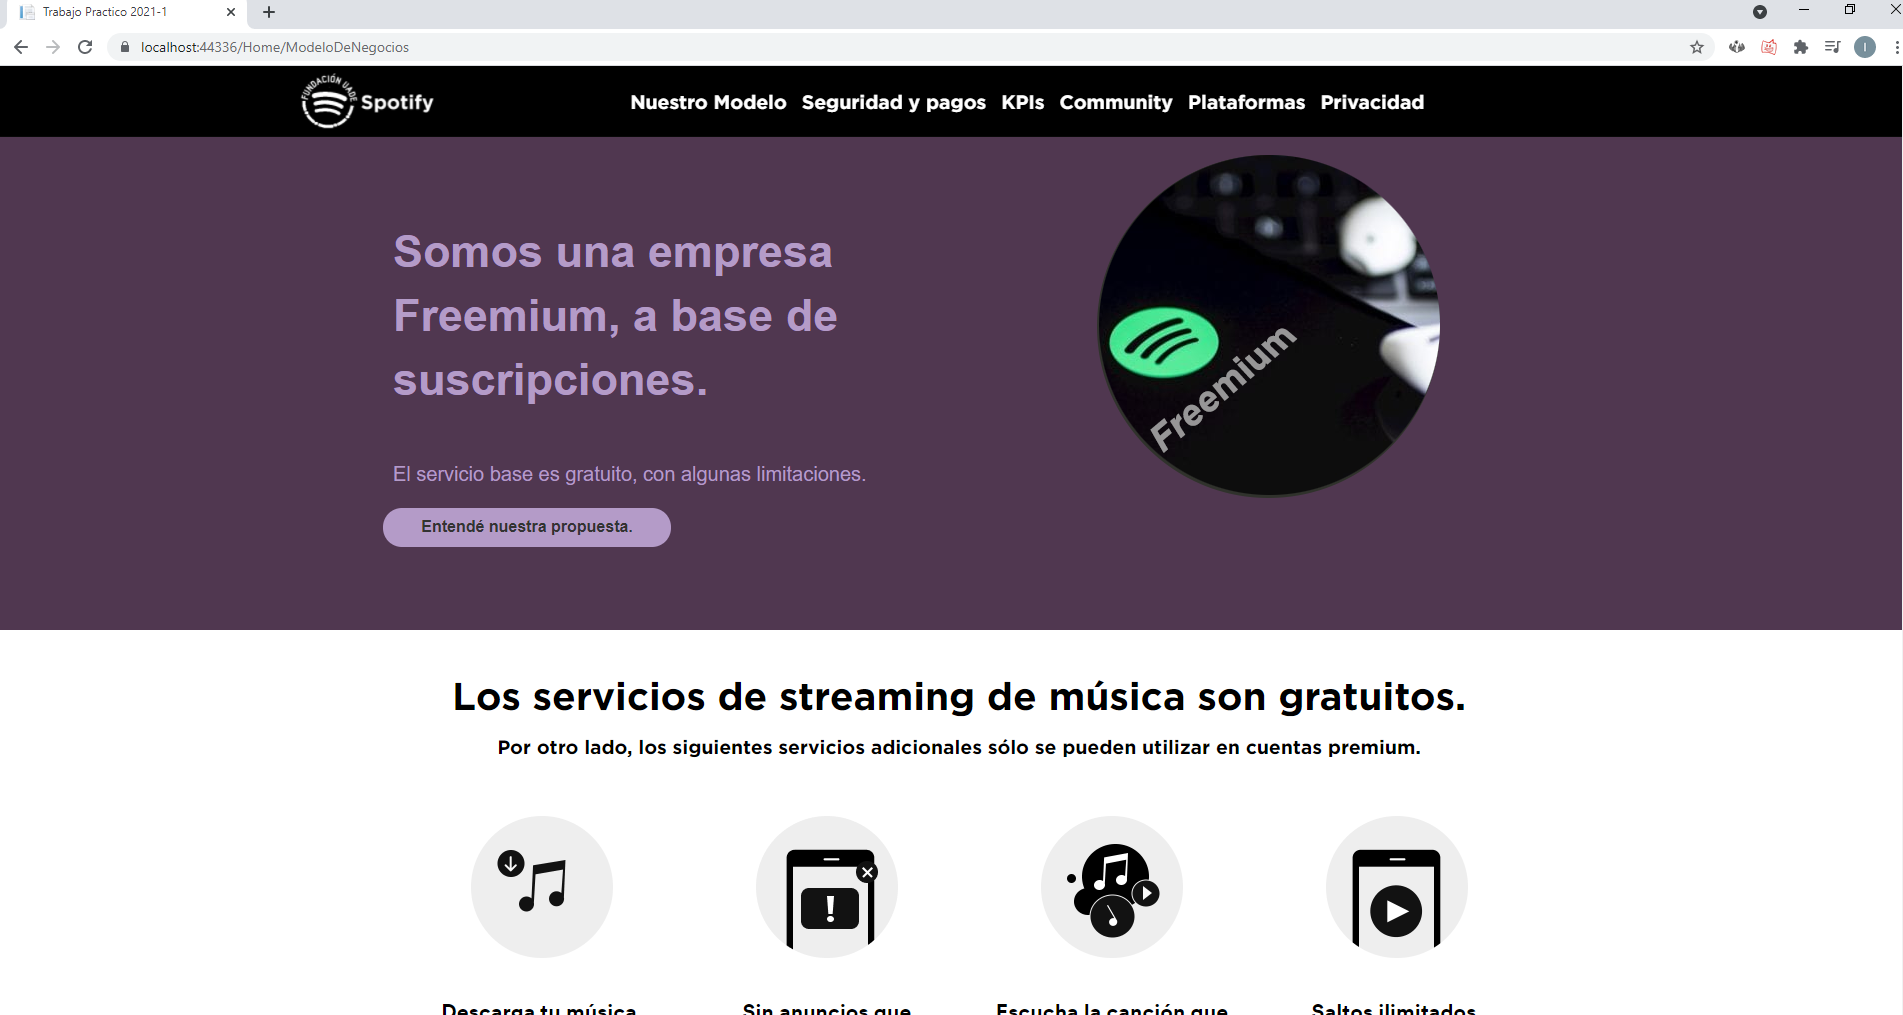 Trabajo Practico 2021-1
localhost:44336/Home/ModeloDeNegocios
I
FUNDACIÓN UADE
Spotify
Nuestro Modelo Seguridad y pagos KPIs Community Plataformas Privacidad
Somos una empresa
Freemium, a base de
suscripciones.
El servicio base es gratuito, con algunas limitaciones.
Entendé nuestra propuesta.
Freemium
Los servicios de streaming de música son gratuitos.
Por otro lado, los siguientes servicios adicionales sólo se pueden utilizar en cuentas premium.
Descarga tu música
Sin anuncios que
Escucha la canción que
Saltos ilimitados